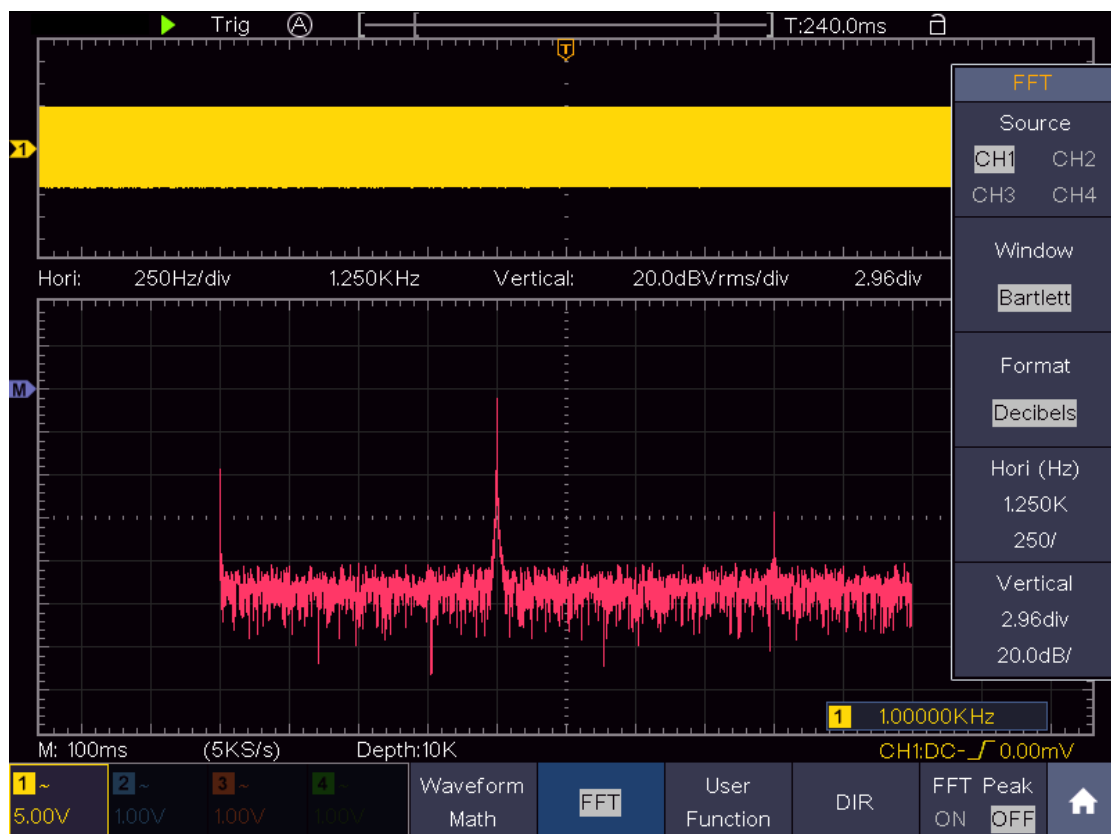 Trig A T:240.0ms
T
1
FFT
Source
CH1 CH2
CH3 CH4
Window
Bartlett
Format
Decibels
Hori (Hz)
1.250K
250/
Vertical
2.96div
20.0dB/
Hori: 250Hz/div 1.250KHz Vertical: 20.0dBVrms/div 2.96div
M
1 1.00000KHz
M: 100ms (5KS/s) Depth:10K CH1:DC- 0.00mV
1 ~ 2 ~ 3 ~ 4 ~
5.00V 1.00V 1.00V 1.00V
Waveform
Math
FFT
User
Function
DIR
FFT Peak
ON OFF